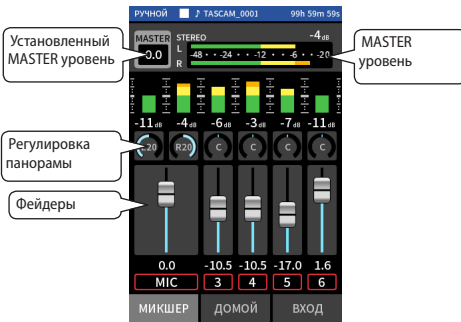 РУЧНОЙ ♪ TASCAM_0001 99h 59m 59s
Установленный
MASTER уровень
MASTER
0.0
STEREO -4dB
L
-48 · · -24 · · -12 · · -6 · · -20
R
MASTER
уровень
-11dB -4dB -6dB -3dB -7dB -11dB
Регулировка
панорамы
L20 R20 C C C C
Фейдеры
0.0 -10.5 -10.5 -17.0 1.6
MIC 3 4 5 6
МИКШЕР ДОМОЙ ВХОД